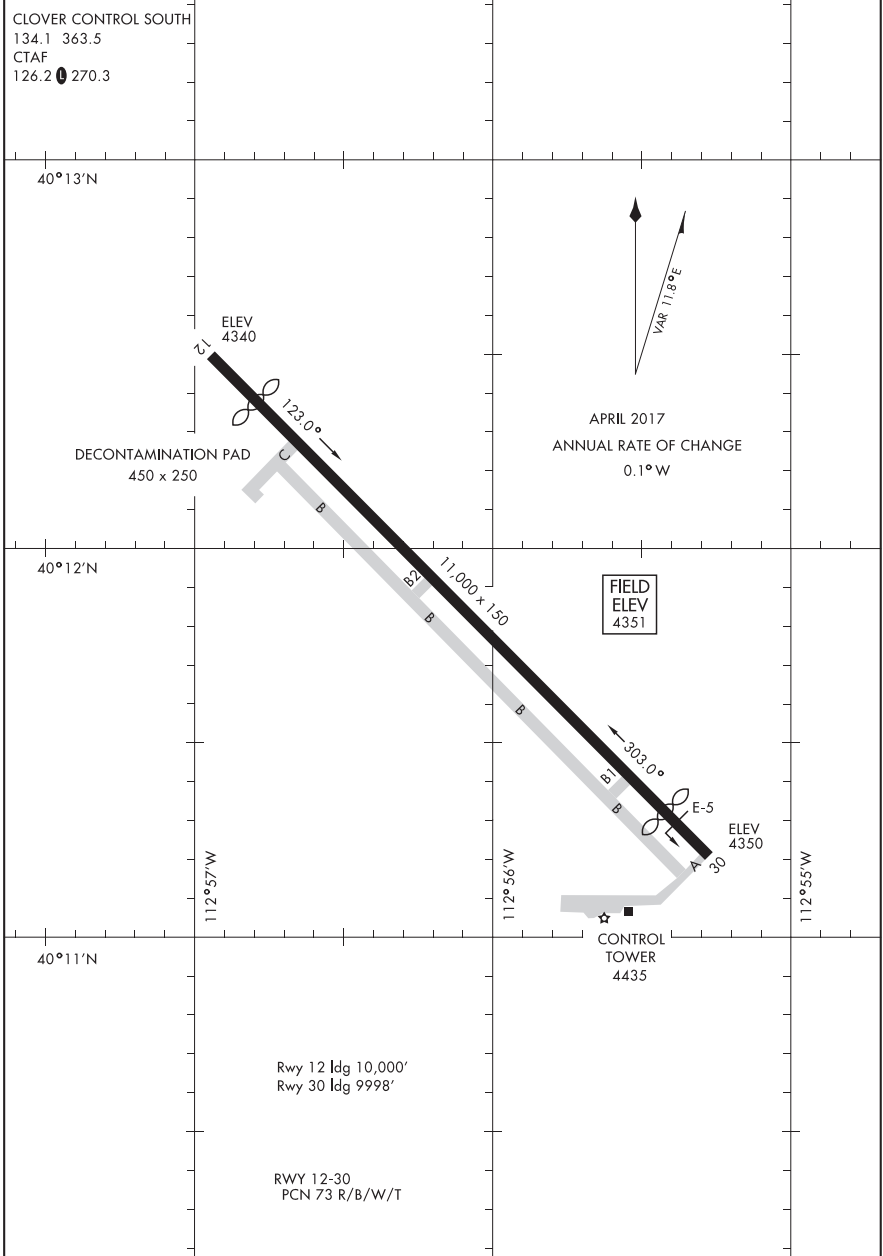 CLOVER CONTROL SOUTH
134.1 363.5
CTAF
126.2 L 270.3
40°13'N
VAR 11.8°E
ELEV
4340
12
123.0°
APRIL 2017
ANNUAL RATE OF CHANGE
0.1° W
DECONTAMINATION PAD
450 x 250
C
B
40°12'N
B2
11,000 x 150
FIELD
ELEV
4351
B
B
303.0°
B1
B
E-5
ELEV
4350
A
30
112°57'W
112°56'W
112°55'W
CONTROL
TOWER
4435
40°11'N
Rwy 12 ldg 10,000'
Rwy 30 ldg 9998'
RWY 12-30
PCN 73 R/B/W/T